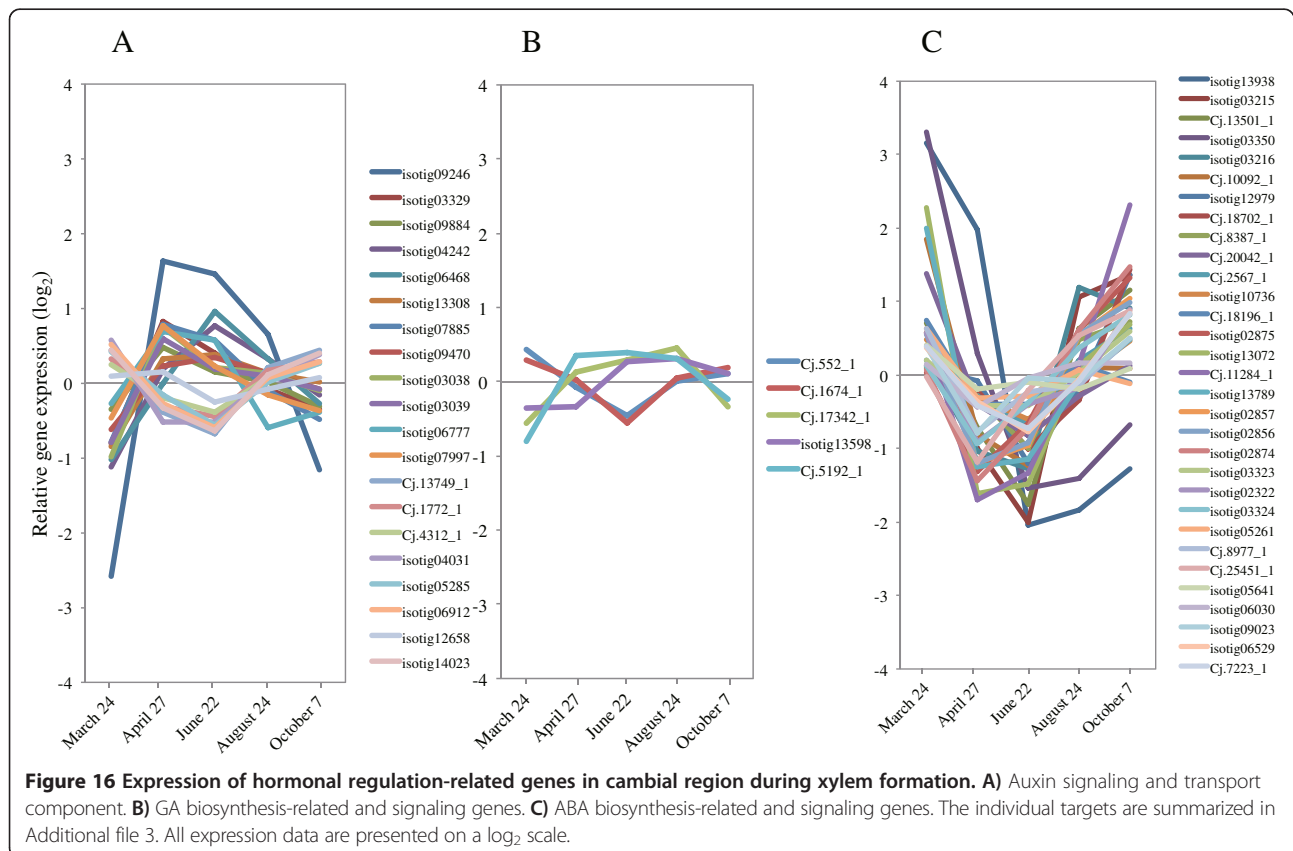 A
B
C
Relative gene expression (log2)
4
3
2
1
0
-1
-2
-3
-4
March 24
April 27
June 22
August 24
October 7
isotig09246
isotig03329
isotig09884
isotig04242
isotig06468
isotig13308
isotig07885
isotig09470
isotig03038
isotig03039
isotig06777
isotig07997
Cj.13749_1
Cj.1772_1
Cj.4312_1
isotig04031
isotig05285
isotig06912
isotig12658
isotig14023
4
3
2
1
0
-1
-2
-3
-4
March 24
April 27
June 22
August 24
October 7
Cj.552_1
Cj.1674_1
Cj.17342_1
isotig13598
Cj.5192_1
4
3
2
1
0
-1
-2
-3
-4
March 24
April 27
June 22
August 24
October 7
isotig13938
isotig03215
Cj.13501_1
isotig03350
isotig03216
Cj.10092_1
isotig12979
Cj.18702_1
Cj.8387_1
Cj.20042_1
Cj.2567_1
isotig10736
Cj.18196_1
isotig02875
isotig13072
Cj.11284_1
isotig13789
isotig02857
isotig02856
isotig02874
isotig03323
isotig02322
isotig03324
isotig05261
Cj.8977_1
Cj.25451_1
isotig05641
isotig06030
isotig09023
isotig06529
Cj.7223_1
Figure 16 Expression of hormonal regulation-related genes in cambial region during xylem formation. A) Auxin signaling and transport
component. B) GA biosynthesis-related and signaling genes. C) ABA biosynthesis-related and signaling genes. The individual targets are summarized in
Additional file 3. All expression data are presented on a log2 scale.